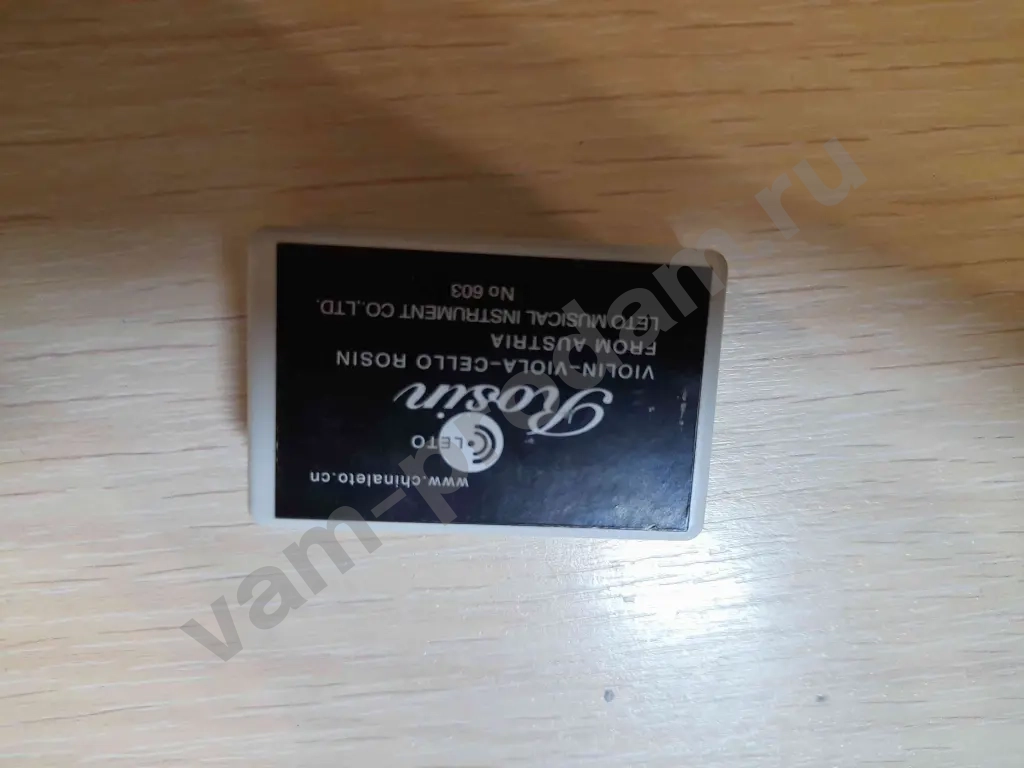 www.chinaleto.cn
LETO
Rosin
VIOLIN-VIOLA-CELLO ROSIN
FROM AUSTRIA
LETO MUSICAL INSTRUMENT CO.,LTD.
No 603
vam-prodam.ru